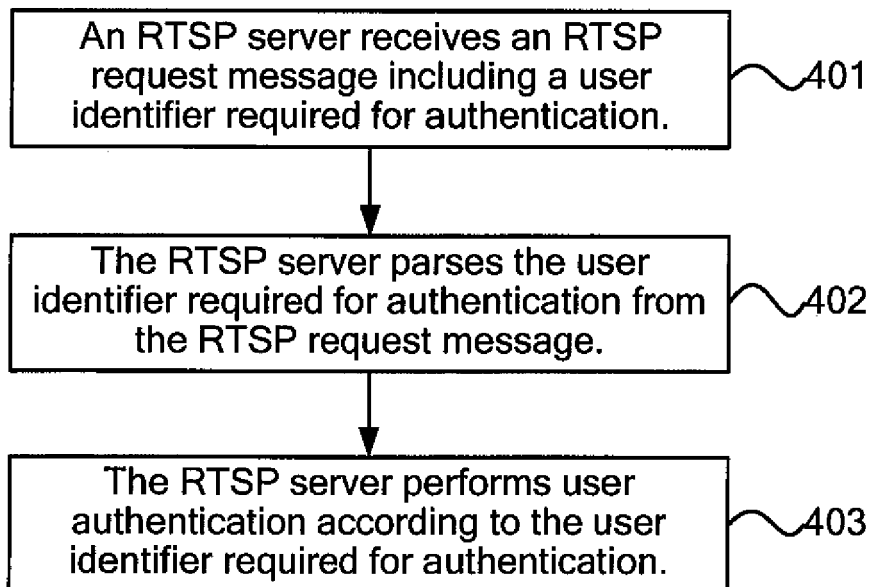 An RTSP server receives an RTSP
request message including a user
identifier required for authentication.
401
The RTSP server parses the user
identifier required for authentication from
the RTSP request message.
402
The RTSP server performs user
authentication according to the user
identifier required for authentication.
403